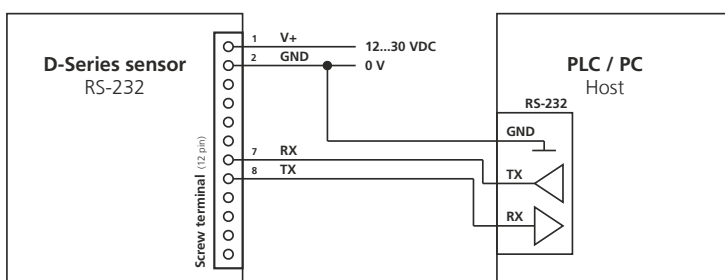 D-Series sensor
RS-232
Screw terminal (12 pin)
1 V+ 12...30 VDC
2 GND 0 V
7 RX
8 TX
PLC / PC
Host
RS-232
GND
TX
RX